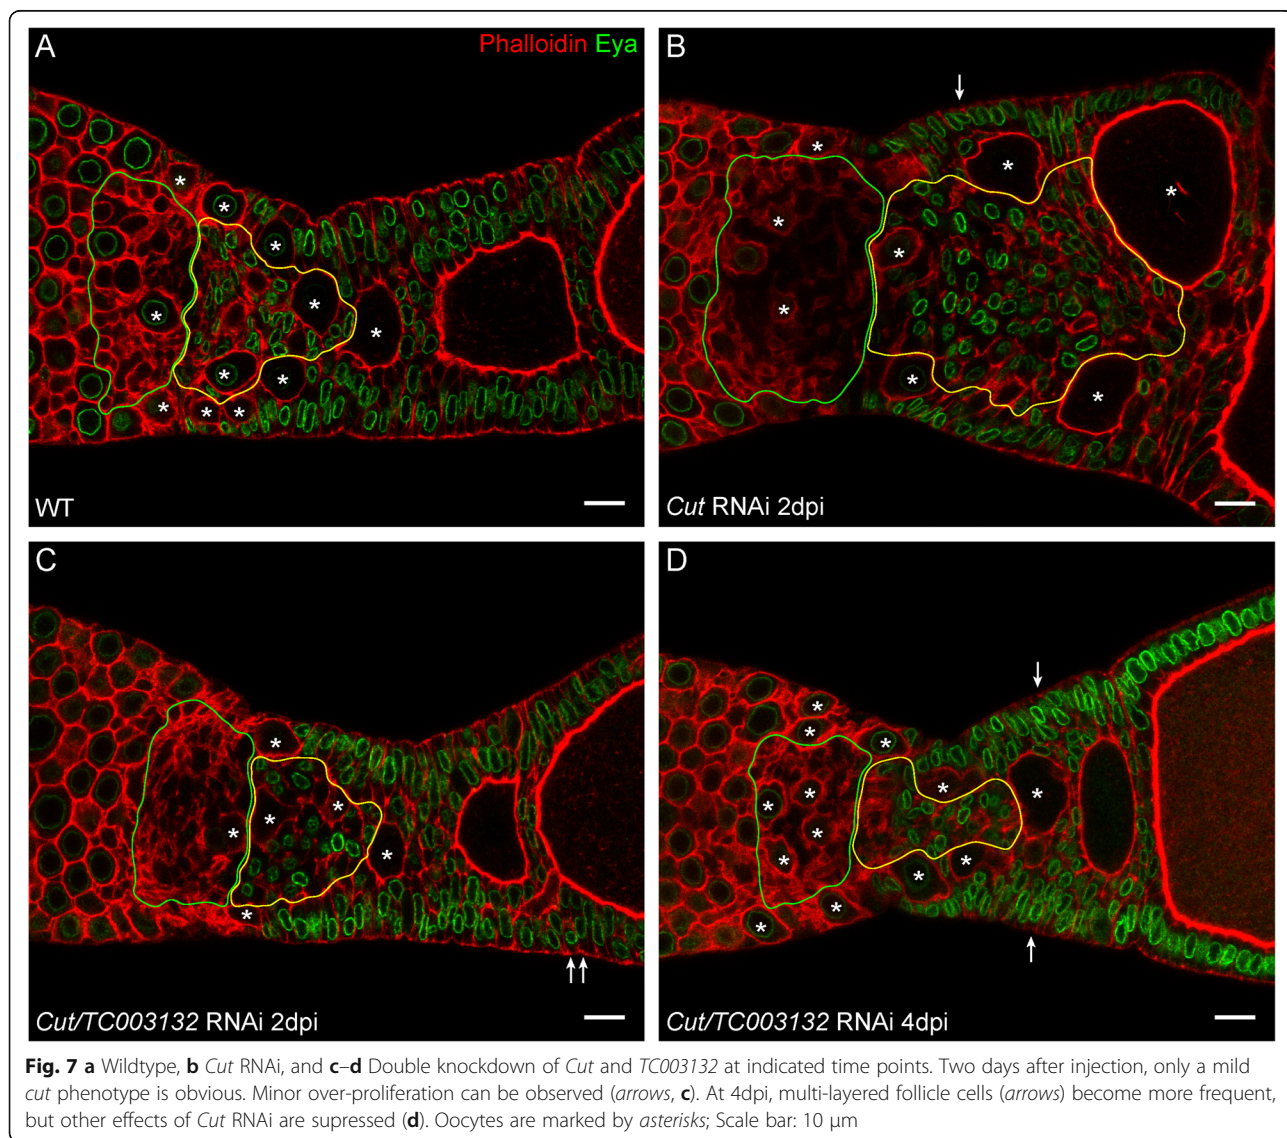 A
Phalloidin Eya
B
WT
Cut RNAi 2dpi
C
D
Cut/TC003132 RNAi 2dpi
Cut/TC003132 RNAi 4dpi
Fig. 7 a Wildtype, b Cut RNAi, and c–d Double knockdown of Cut and TC003132 at indicated time points. Two days after injection, only a mild
cut phenotype is obvious. Minor over-proliferation can be observed (arrows, c). At 4dpi, multi-layered follicle cells (arrows) become more frequent,
but other effects of Cut RNAi are supressed (d). Oocytes are marked by asterisks; Scale bar: 10 μm